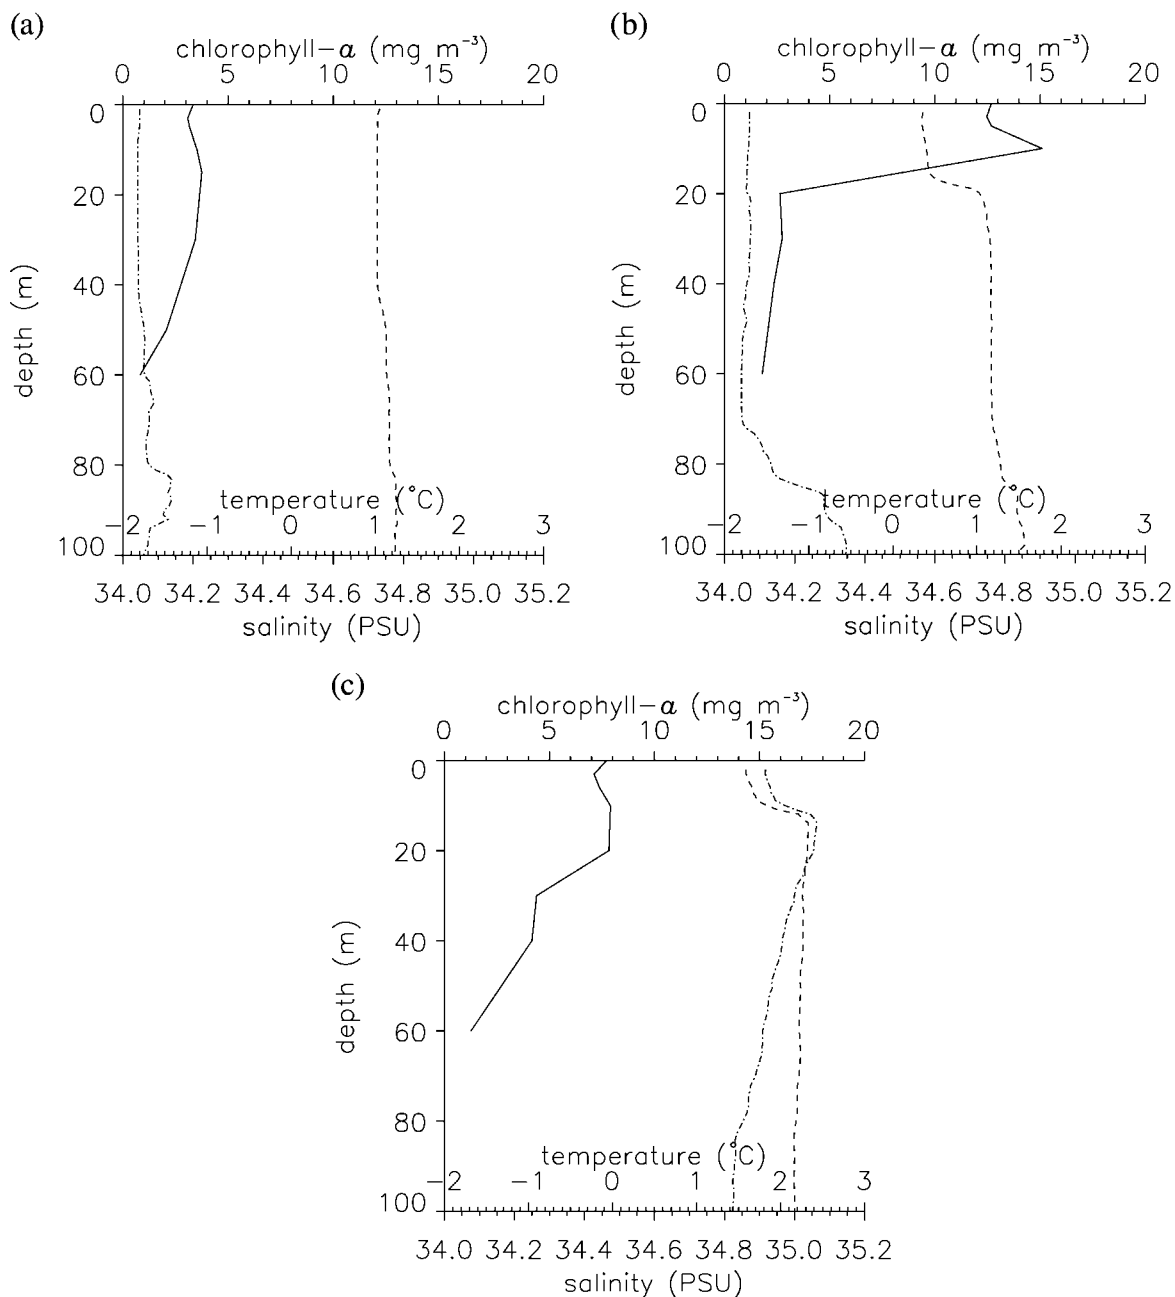 (a)
chlorophyll-a (mg m⁻³)
0 5 10 15 20
0
20
40
60
80
100
depth (m)
temperature (°C)
-2 -1 0 1 2 3
34.0 34.2 34.4 34.6 34.8 35.0 35.2
salinity (PSU)
(b)
chlorophyll-a (mg m⁻³)
0 5 10 15 20
0
20
40
60
80
100
depth (m)
temperature (°C)
-2 -1 0 1 2 3
34.0 34.2 34.4 34.6 34.8 35.0 35.2
salinity (PSU)
(c)
chlorophyll-a (mg m⁻³)
0 5 10 15 20
0
20
40
60
80
100
depth (m)
temperature (°C)
-2 -1 0 1 2 3
34.0 34.2 34.4 34.6 34.8 35.0 35.2
salinity (PSU)